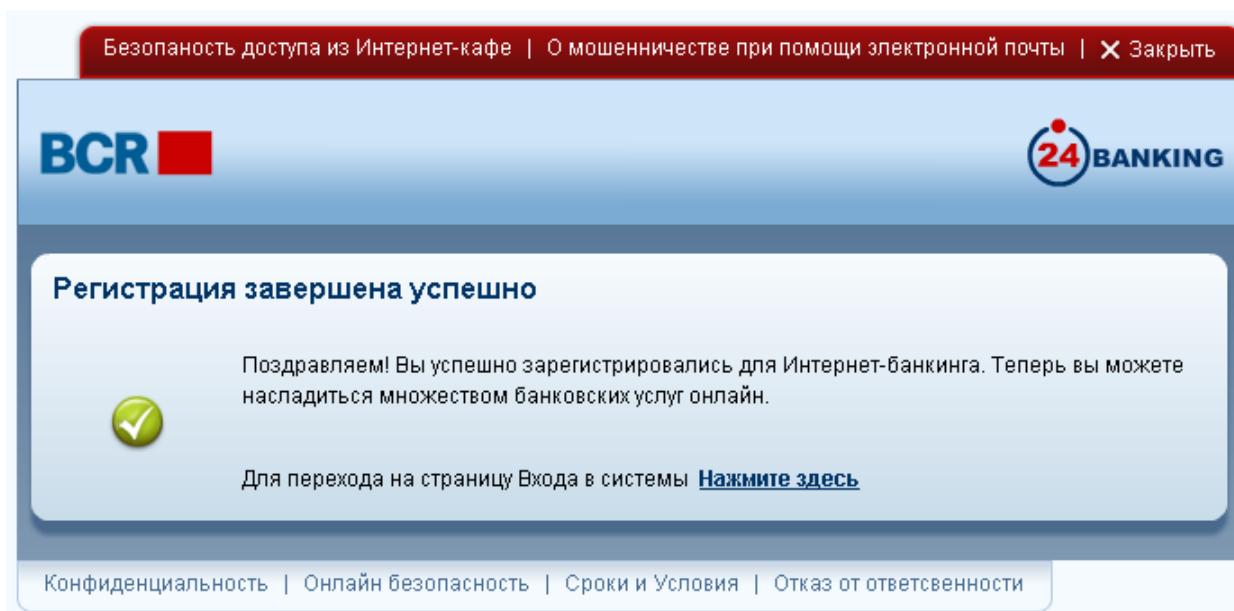 Безопаность доступа из Интернет-кафе | О мошенничестве при помощи электронной почты | X Закрыть
BCR 24 BANKING
Регистрация завершена успешно
Поздравляем! Вы успешно зарегистрировались для Интернет-банкинга. Теперь вы можете
насладиться множеством банковских услуг онлайн.
Для перехода на страницу Входа в системы Нажмите здесь
Конфиденциальность | Онлайн безопасность | Сроки и Условия | Отказ от ответсвенности